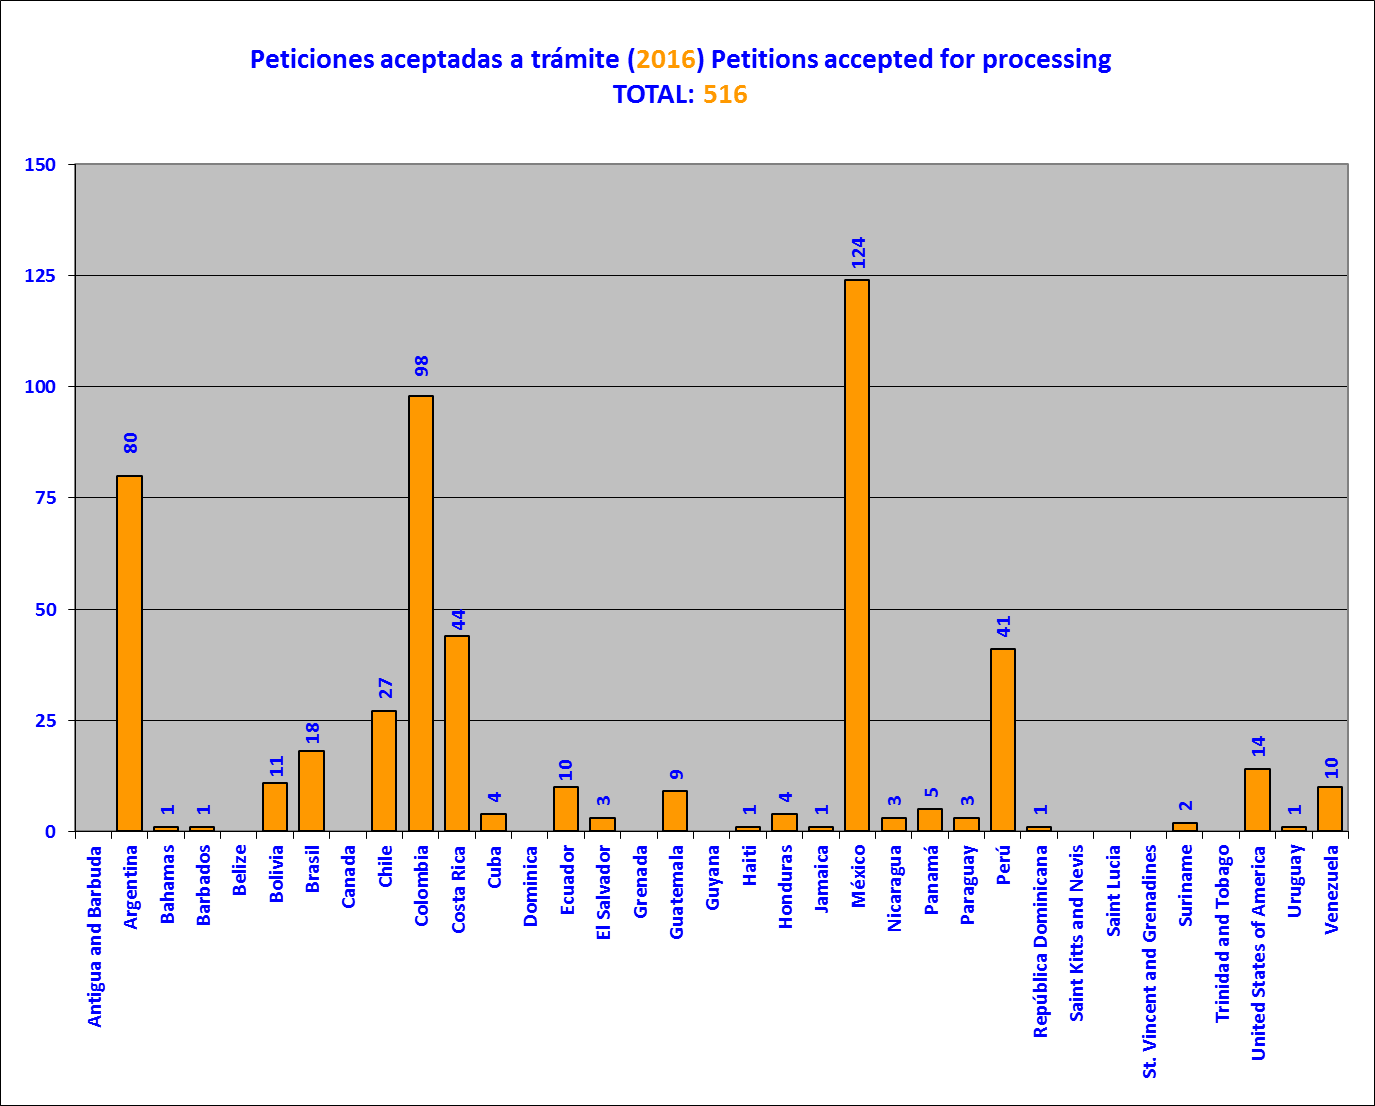 Peticiones aceptadas a trámite (2016) Petitions accepted for processing
TOTAL: 516
150
125
100
75
50
25
0
80
1
1
11
18
27
98
44
4
10
3
9
1
4
1
124
3
5
3
41
1
2
14
1
10
Antigua and Barbuda
Argentina
Bahamas
Barbados
Belize
Bolivia
Brasil
Canada
Chile
Colombia
Costa Rica
Cuba
Dominica
Ecuador
El Salvador
Grenada
Guatemala
Guyana
Haiti
Honduras
Jamaica
México
Nicaragua
Panamá
Paraguay
Perú
República Dominicana
Saint Kitts and Nevis
Saint Lucia
St. Vincent and Grenadines
Suriname
Trinidad and Tobago
United States of America
Uruguay
Venezuela